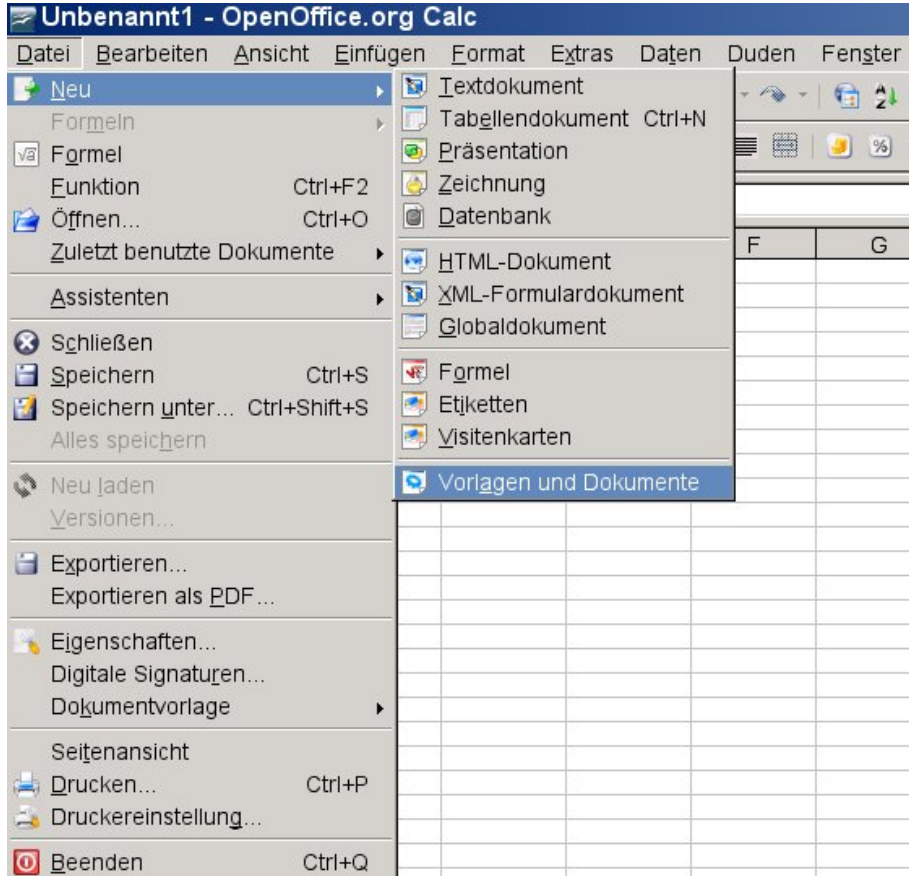 Unbenannt1 - OpenOffice.org Calc
Datei Bearbeiten Ansicht Einfügen Format Extras Daten Duden Fenster
Neu
Formeln
Formel
Funktion Ctrl+F2
Öffnen... Ctrl+O
Zuletzt benutzte Dokumente
Assistenten
Schließen
Speichern Ctrl+S
Speichern unter... Ctrl+Shift+S
Alles speichern
Neu laden
Versionen...
Exportieren...
Exportieren als PDF...
Eigenschaften...
Digitale Signaturen...
Dokumentvorlage
Seitenansicht
Drucken... Ctrl+P
Druckereinstellung...
Beenden Ctrl+Q
Textdokument
Tabellendokument Ctrl+N
Präsentation
Zeichnung
Datenbank
HTML-Dokument
XML-Formulardokument
Globaldokument
Formel
Etiketten
Visitenkarten
Vorlagen und Dokumente
F G